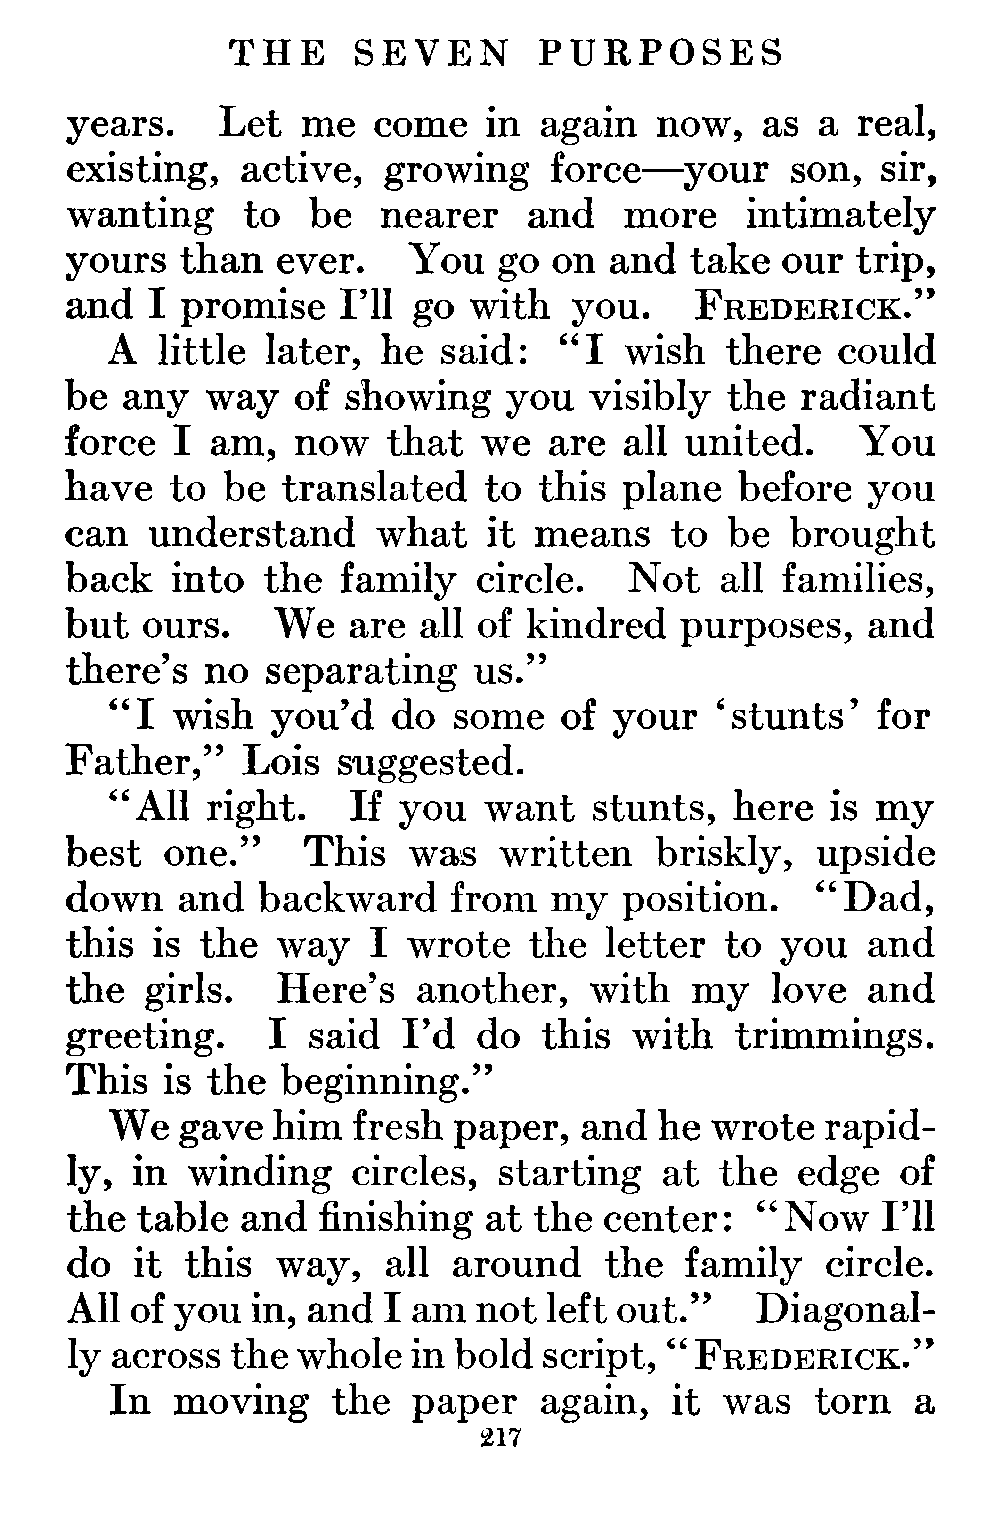 THE SEVEN PURPOSES
years. Let me come in again now, as a real,
existing, active, growing force—your son, sir,
wanting to be nearer and more intimately
yours than ever. You go on and take our trip,
and I promise I'll go with you. FREDERICK."
A little later, he said: "I wish there could
be any way of showing you visibly the radiant
force I am, now that we are all united. You
have to be translated to this plane before you
can understand what it means to be brought
back into the family circle. Not all families,
but ours. We are all of kindred purposes, and
there's no separating us."
"I wish you'd do some of your 'stunts' for
Father," Lois suggested.
"All right. If you want stunts, here is my
best one." This was written briskly, upside
down and backward from my position. "Dad,
this is the way I wrote the letter to you and
the girls. Here's another, with my love and
greeting. I said I'd do this with trimmings.
This is the beginning."
We gave him fresh paper, and he wrote rapid-
ly, in winding circles, starting at the edge of
the table and finishing at the center: "Now I'll
do it this way, all around the family circle.
All of you in, and I am not left out." Diagonal-
ly across the whole in bold script, "FREDERICK."
In moving the paper again, it was torn a
217